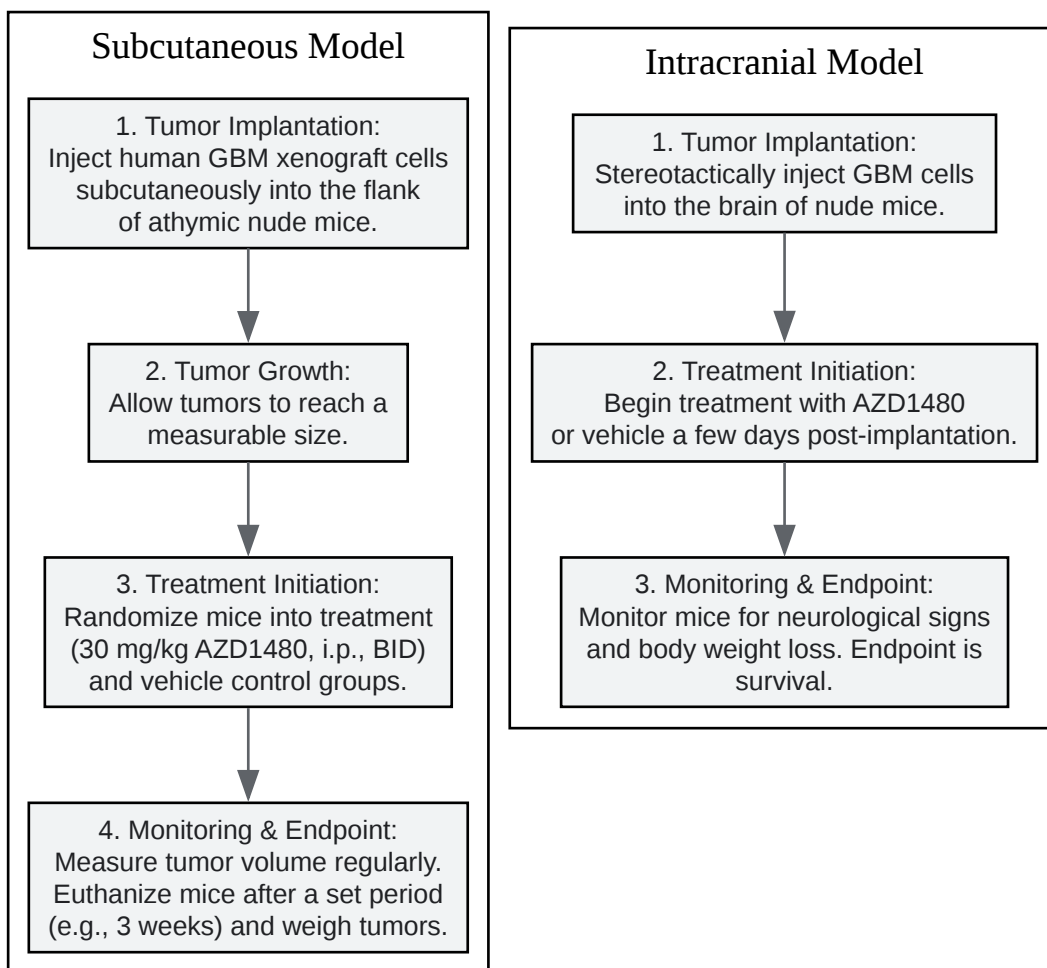 Subcutaneous Model
1. Tumor Implantation:
Inject human GBM xenograft cells
subcutaneously into the flank
of athymic nude mice.
2. Tumor Growth:
Allow tumors to reach a
measurable size.
3. Treatment Initiation:
Randomize mice into treatment
(30 mg/kg AZD1480, i.p., BID)
and vehicle control groups.
4. Monitoring & Endpoint:
Measure tumor volume regularly.
Euthanize mice after a set period
(e.g., 3 weeks) and weigh tumors.
Intracranial Model
1. Tumor Implantation:
Stereotactically inject GBM cells
into the brain of nude mice.
2. Treatment Initiation:
Begin treatment with AZD1480
or vehicle a few days post-implantation.
3. Monitoring & Endpoint:
Monitor mice for neurological signs
and body weight loss. Endpoint is
survival.